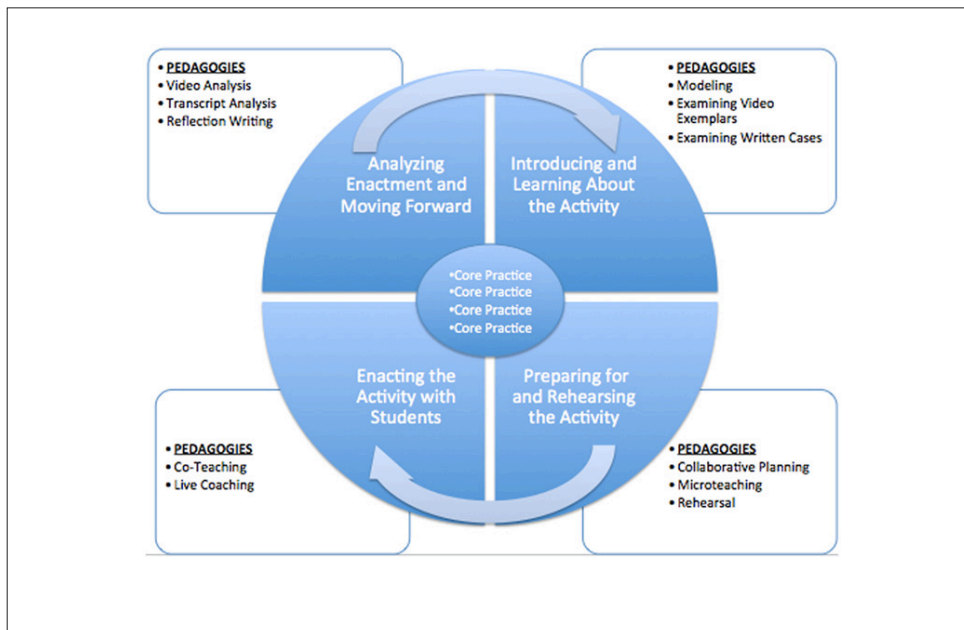 • PEDAGOGIES
• Video Analysis
• Transcript Analysis
• Reflection Writing
• PEDAGOGIES
• Modeling
• Examining Video
Exemplars
• Examining Written Cases
Analyzing
Enactment and
Moving Forward
Introducing and
Learning About
the Activity
•Core Practice
•Core Practice
•Core Practice
•Core Practice
Enacting the
Activity with
Students
Preparing for
and Rehearsing
the Activity
• PEDAGOGIES
• Co-Teaching
• Live Coaching
• PEDAGOGIES
• Collaborative Planning
• Microteaching
• Rehearsal